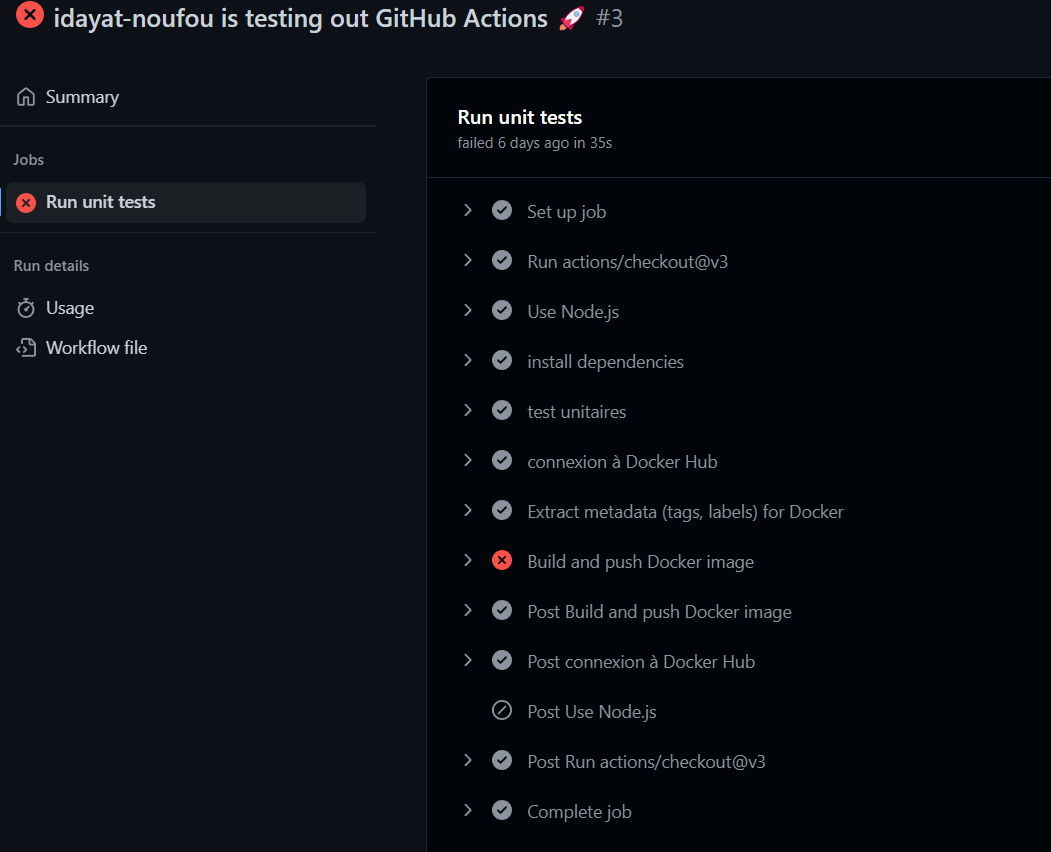 idayat-noufou is testing out GitHub Actions 🚀 #3
Summary
Jobs
Run unit tests
Run details
Usage
Workflow file
Run unit tests
failed 6 days ago in 35s
Set up job
Run actions/checkout@v3
Use Node.js
install dependencies
test unitaires
connexion à Docker Hub
Extract metadata (tags, labels) for Docker
Build and push Docker image
Post Build and push Docker image
Post connexion à Docker Hub
Post Use Node.js
Post Run actions/checkout@v3
Complete job